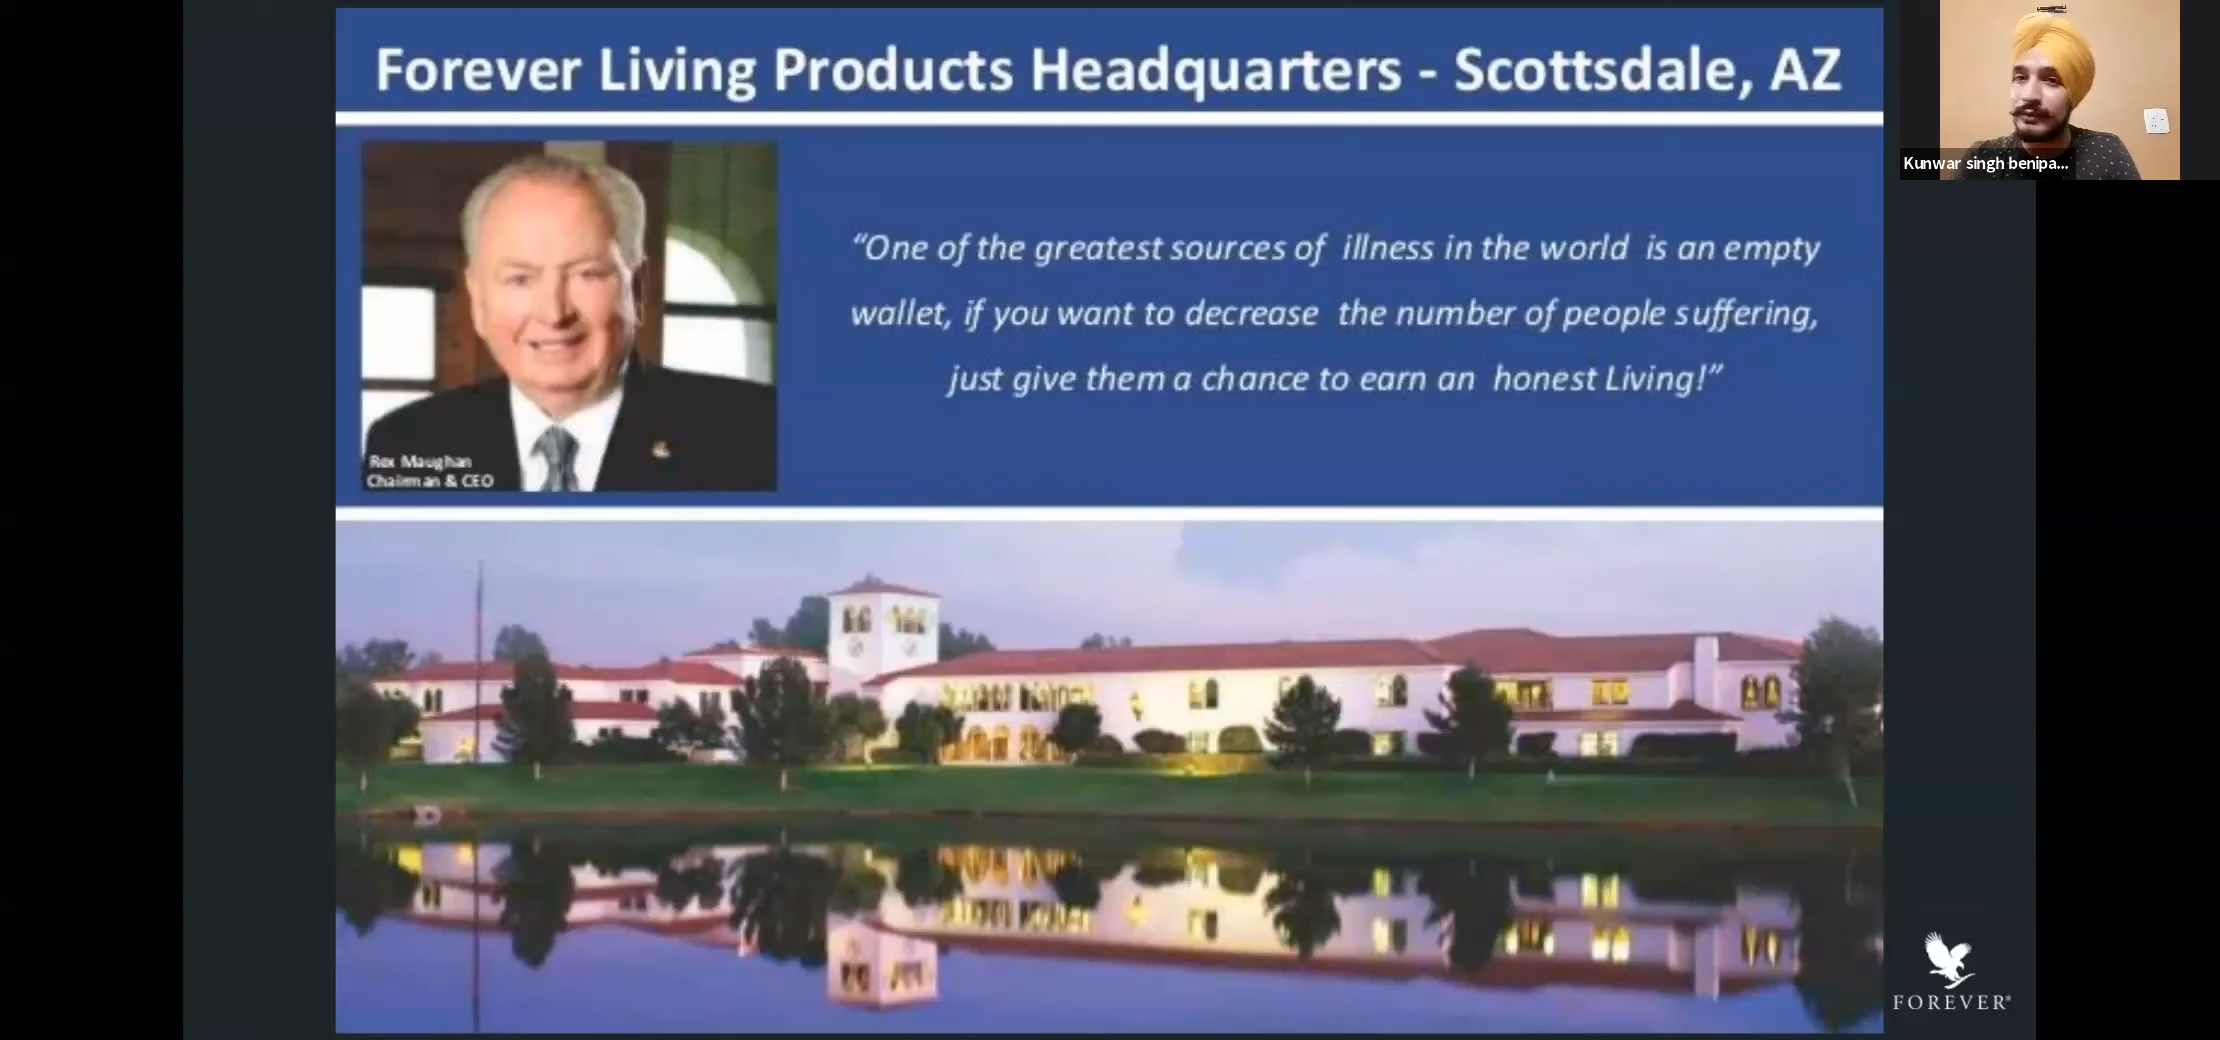 Forever Living Products Headquarters - Scottsdale, AZ
Kunwar singh benipa...
“One of the greatest sources of illness in the world is an empty
wallet, if you want to decrease the number of people suffering,
just give them a chance to earn an honest Living!”
Rex Maughan
Chairman & CEO
FOREVER®